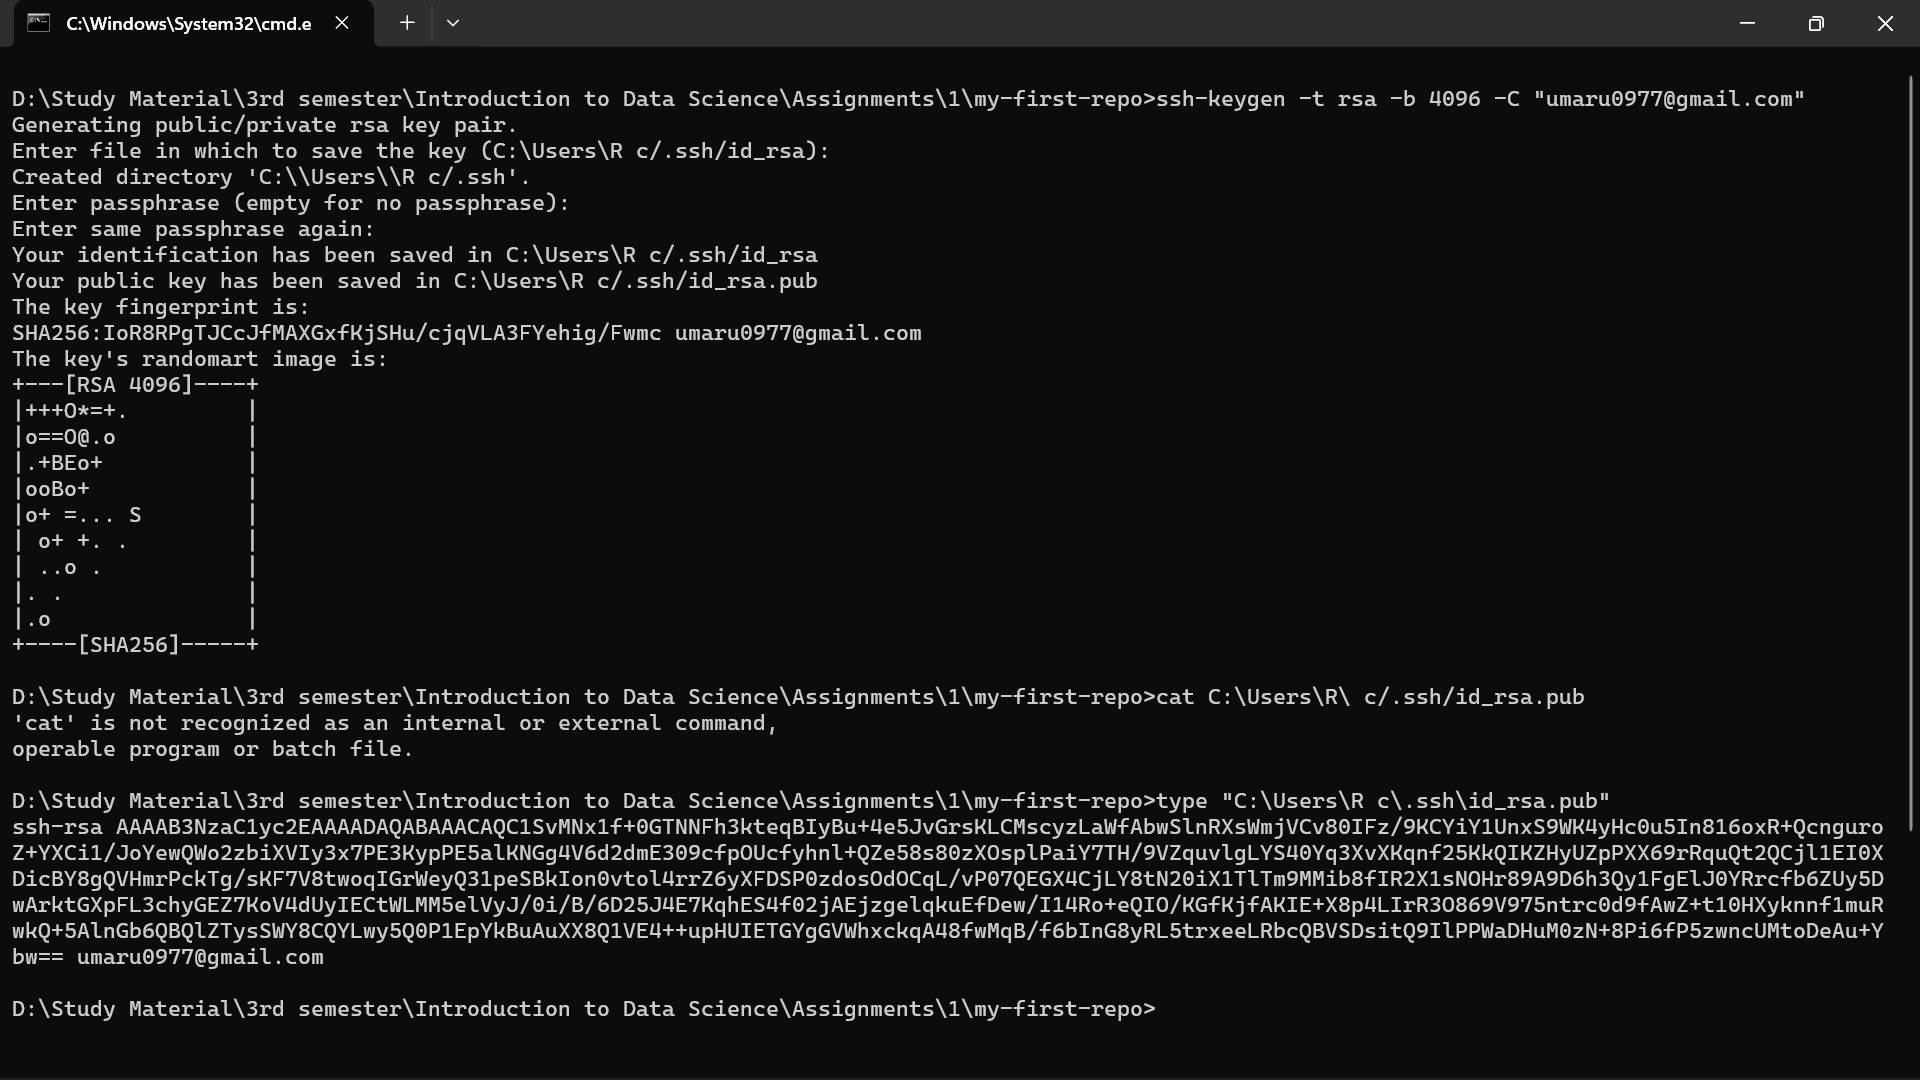 C:\Windows\System32\cmd.e
D:\Study Material\3rd semester\Introduction to Data Science\Assignments\1\my-first-repo>ssh-keygen -t rsa -b 4096 -C "umaru0977@gmail.com"
Generating public/private rsa key pair.
Enter file in which to save the key (C:\Users\R c/.ssh/id_rsa):
Created directory 'C:\\Users\\R c/.ssh'.
Enter passphrase (empty for no passphrase):
Enter same passphrase again:
Your identification has been saved in C:\Users\R c/.ssh/id_rsa
Your public key has been saved in C:\Users\R c/.ssh/id_rsa.pub
The key fingerprint is:
SHA256:IoR8RPgTJCcJfMAXGxfKjSHu/cjqVLA3FYehig/Fwmc umaru0977@gmail.com
The key's randomart image is:
+---[RSA 4096]----+
|+++O*=+.         |
|o==O@.o          |
|.+BEo+           |
|ooBo+            |
|o+ =... S        |
| o+ +. .         |
| ..o .           |
|. .              |
|.o               |
+----[SHA256]-----+
D:\Study Material\3rd semester\Introduction to Data Science\Assignments\1\my-first-repo>cat C:\Users\R\ c/.ssh/id_rsa.pub
'cat' is not recognized as an internal or external command,
operable program or batch file.
D:\Study Material\3rd semester\Introduction to Data Science\Assignments\1\my-first-repo>type "C:\Users\R c\.ssh\id_rsa.pub"
ssh-rsa AAAAB3NzaC1yc2EAAAADAQABAAACAQC1SvMNx1f+0GTNNFh3kteqBIyBu+4e5JvGrsKLCMscyzLaWfAbwSlnRXsWmjVCv80IFz/9KCYiY1UnxS9WK4yHc0u5In816oxR+Qcnguro
Z+YXCi1/JoYewQWo2zbiXVIy3x7PE3KypPE5alKNGg4V6d2dmE309cfpOUcfyhnl+QZe58s80zXOsplPaiY7TH/9VZquvlgLYS40Yq3XvXKqnf25KkQIKZHyUZpPXX69rRquQt2QCjl1EI0X
DicBY8gQVHmrPckTg/sKF7V8twoqIGrWeyQ31peSBkIon0vtol4rrZ6yXFDSP0zdosOdOCqL/vP07QEGX4CjLY8tN20iX1TlTm9MMib8fIR2X1sNOHr89A9D6h3Qy1FgElJ0YRrcfb6ZUy5D
wArktGXpFL3chyGEZ7KoV4dUyIECtWLMM5elVyJ/0i/B/6D25J4E7KqhES4f02jAEjzgelqkuEfDew/I14Ro+eQIO/KGfKjfAKIE+X8p4LIrR3O869V975ntrc0d9fAwZ+t10HXyknnf1muR
wkQ+5AlnGb6QBQlZTysSWY8CQYLwy5Q0P1EpYkBuAuXX8Q1VE4++upHUIETGYgGVWhxckqA48fwMqB/f6bInG8yRL5trxeeLRbcQBVSDsitQ9IlPPWaDHuM0zN+8Pi6fP5zwncUMtoDeAu+Y
bw== umaru0977@gmail.com
D:\Study Material\3rd semester\Introduction to Data Science\Assignments\1\my-first-repo>